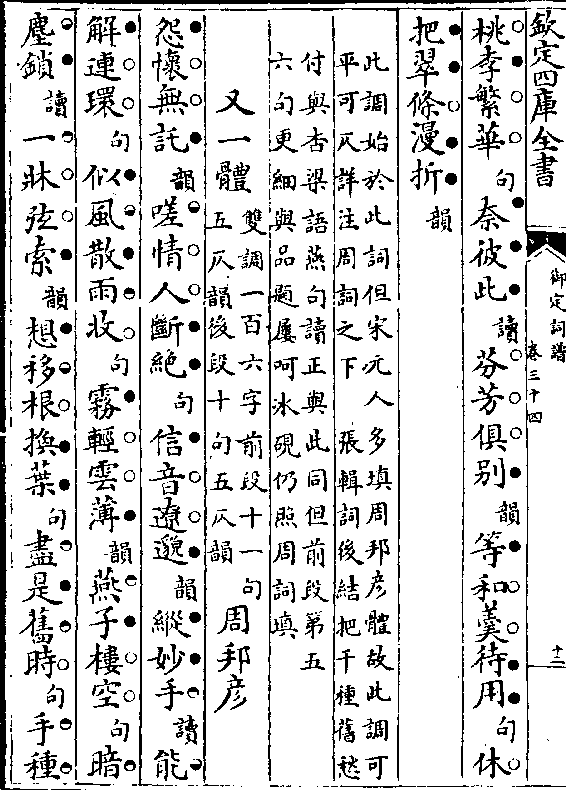 欽定四庫全書
御定詞譜
卷三十四
十二
桃李繁華句奈彼此讀芬芳俱别韻等和羹待用句休
把翠條漫折韻
此調始於此詞但宋元人多填周邦彦體故此調可
平可仄詳注周詞之下　張輯詞後結把千種舊愁
付與杏梁語燕句讀正與此同但前段第五
六句更細與品題屢呵冰硯仍照周詞填
又一體　雙調一百六字前段十一句
五仄韻後段十句五仄韻　周邦彦
怨懷無託韻嗟情人斷絶句信音遼邈韻縱妙手讀能
解連環句似風散雨收句霧輕雲薄韻燕子樓空句暗
塵鎖讀一牀弦索韻想移根換葉句盡是舊時句手種